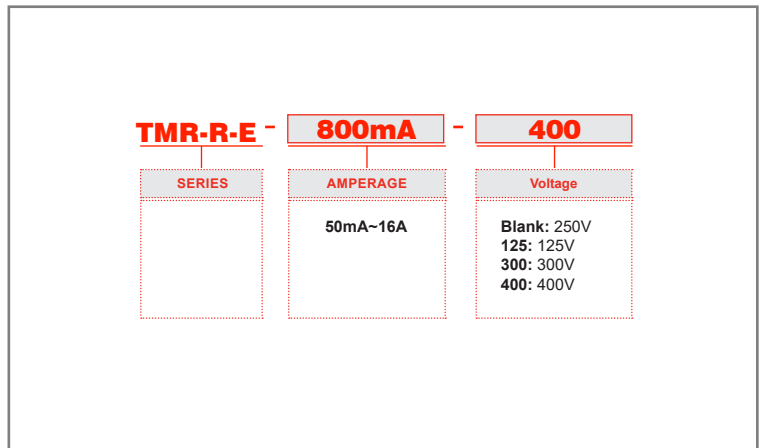 TMR-R-E - 800mA - 400
SERIES AMPERAGE Voltage
50mA~16A
Blank: 250V
125: 125V
300: 300V
400: 400V